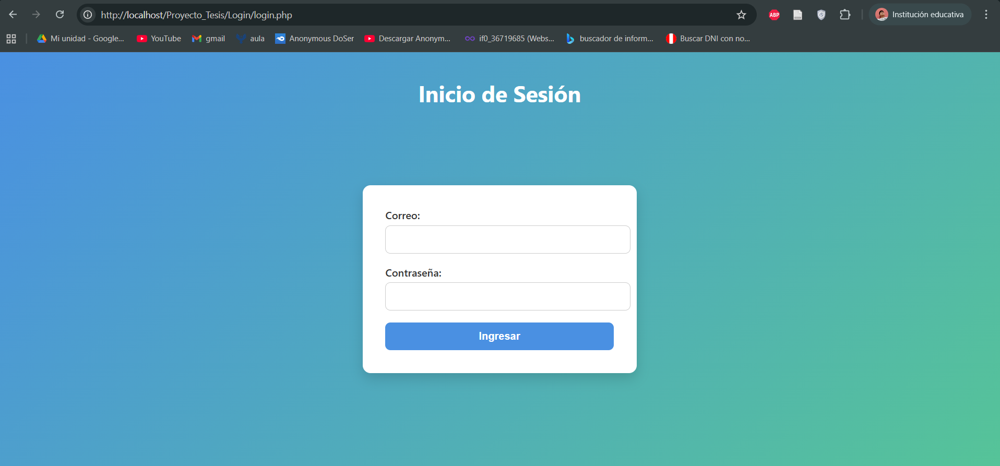 http://localhost/Proyecto_Tesis/Login/login.php
ABP
Institución educativa
Mi unidad - Google...
YouTube
gmail
aula
Anonymous DoSer
Descargar Anonym...
if0_36719685 (Webs...
buscador de inform...
Buscar DNI con no...
Inicio de Sesión
Correo:
Contraseña:
Ingresar